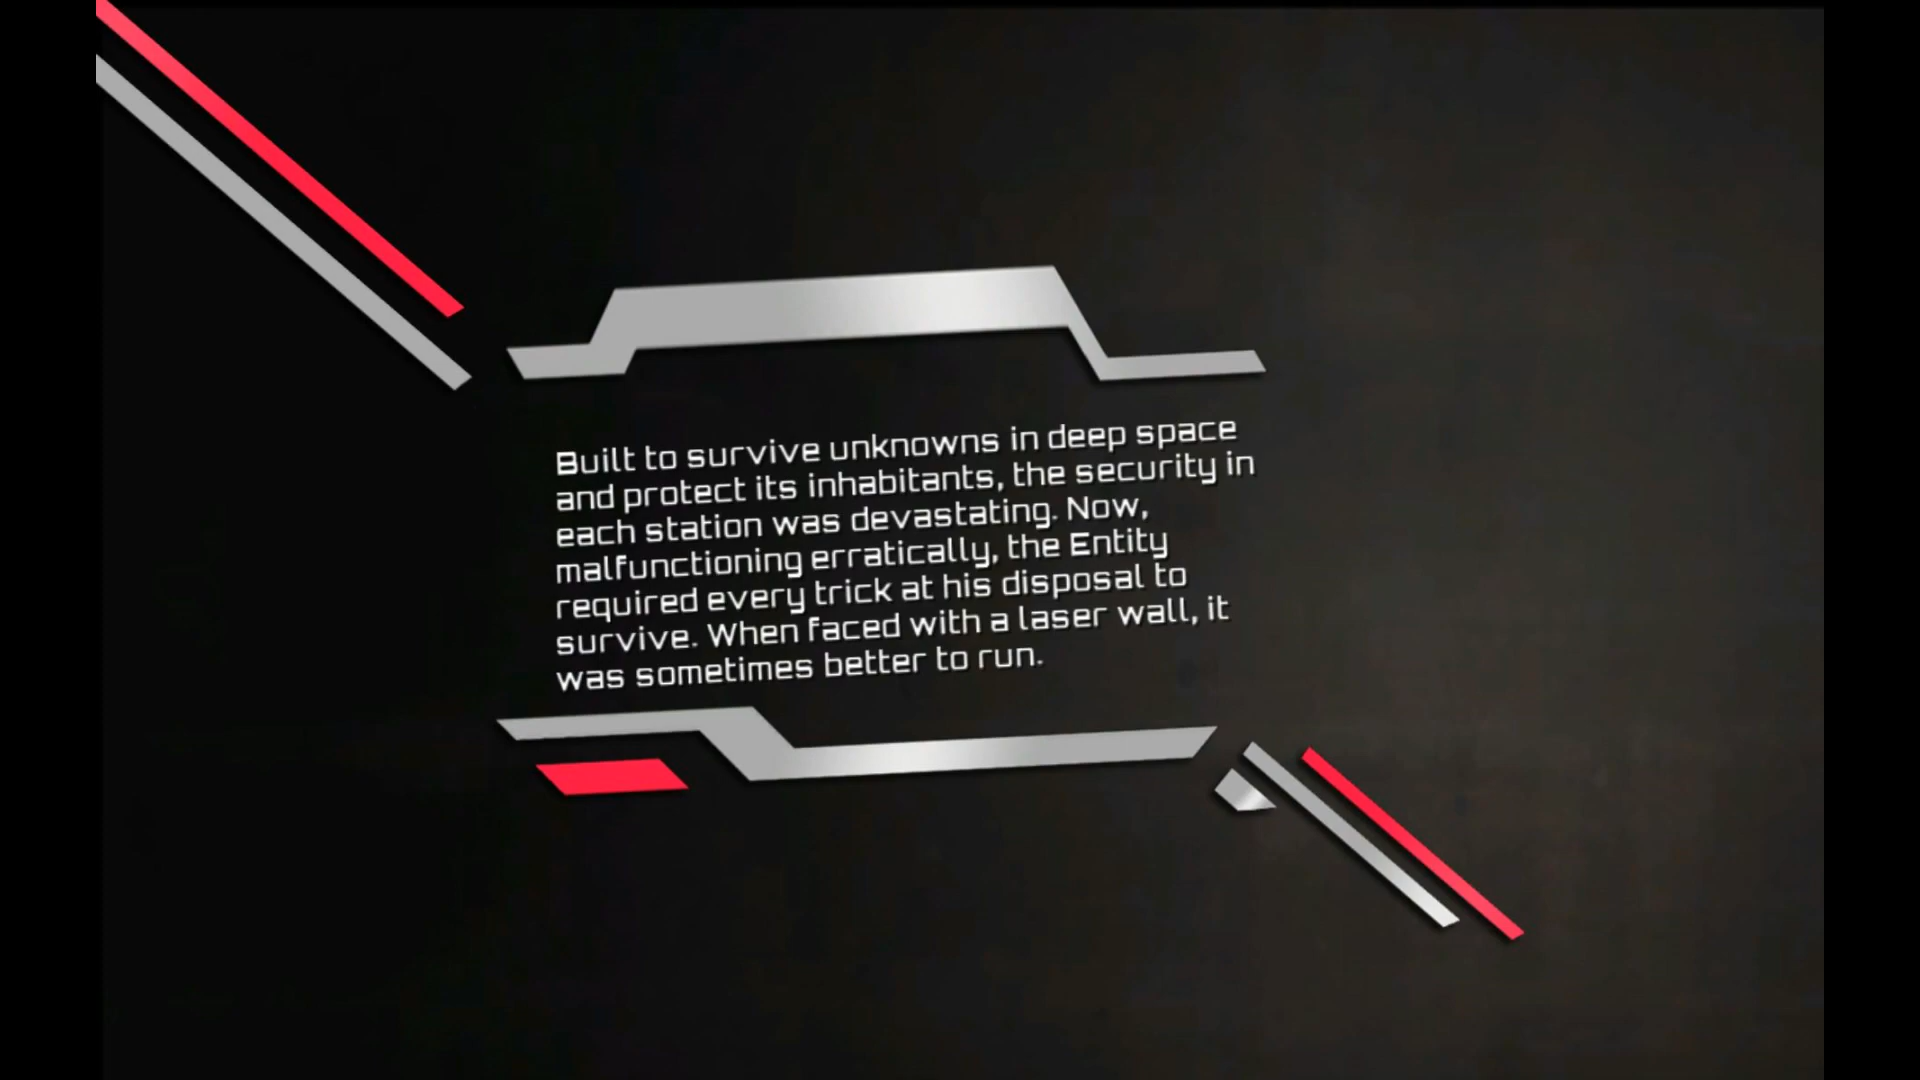 Built to survive unknowns in deep space
and protect its inhabitants, the security in
each station was devastating. Now,
malfunctioning erratically, the Entity
required every trick at his disposal to
survive. When faced with a laser wall, it
was sometimes better to run.